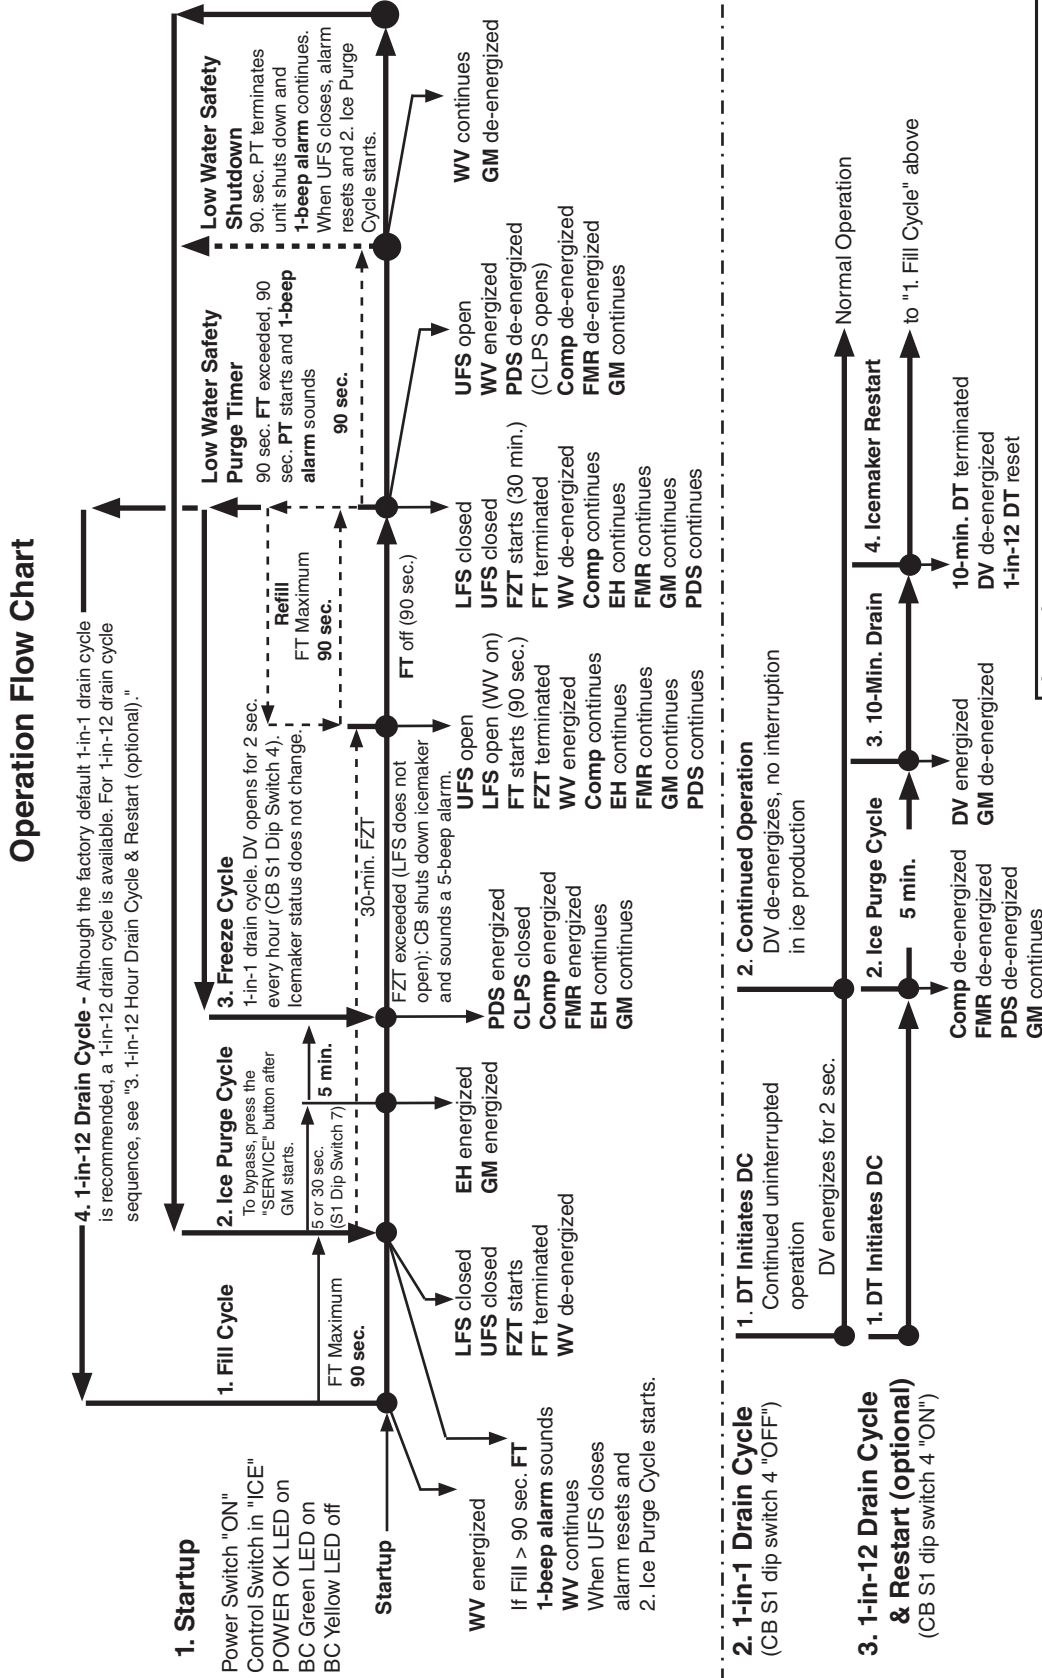 Operation Flow Chart
4. 1-in-12 Drain Cycle - Although the factory default 1-in-1 drain cycle
is recommended, a 1-in-12 drain cycle is available. For 1-in-12 drain cycle
sequence, see "3. 1-in-12 Hour Drain Cycle & Restart (optional)."
1. Startup
Power Switch "ON"
Control Switch in "ICE"
POWER OK LED on
BC Green LED on
BC Yellow LED off
Startup
1. Fill Cycle
FT Maximum
90 sec.
2. Ice Purge Cycle
To bypass, press the
"SERVICE" button after
GM starts.
5 or 30 sec.
(S1 Dip Switch 7)
5 min.
3. Freeze Cycle
1-in-1 drain cycle. DV opens for 2 sec.
every hour (CB S1 Dip Switch 4).
Icemaker status does not change.
30-min. FZT
FZT exceeded (LFS does not
open): CB shuts down icemaker
and sounds a 5-beep alarm.
Refill
FT Maximum
90 sec.
FT off (90 sec.)
Low Water Safety
Purge Timer
90 sec. FT exceeded, 90
sec. PT starts and 1-beep
alarm sounds
90 sec.
Low Water Safety
Shutdown
90. sec. PT terminates
unit shuts down and
1-beep alarm continues.
When UFS closes, alarm
resets and 2. Ice Purge
Cycle starts.
WV energized
If Fill > 90 sec. FT
1-beep alarm sounds
WV continues
When UFS closes
alarm resets and
2. Ice Purge Cycle starts.
LFS closed
UFS closed
FZT starts
FT terminated
WV de-energized
EH energized
GM energized
PDS energized
CLPS closed
Comp energized
FMR energized
EH continues
GM continues
UFS open
LFS open (WV on)
FT starts (90 sec.)
FZT terminated
WV energized
Comp continues
EH continues
FMR continues
GM continues
PDS continues
LFS closed
UFS closed
FZT starts (30 min.)
FT terminated
WV de-energized
Comp continues
EH continues
FMR continues
GM continues
PDS continues
UFS open
WV energized
PDS de-energized
(CLPS opens)
Comp de-energized
FMR de-energized
GM continues
WV continues
GM de-energized
2. 1-in-1 Drain Cycle
(CB S1 dip switch 4 "OFF")
1. DT Initiates DC
Continued uninterrupted
operation
DV energizes for 2 sec.
2. Continued Operation
DV de-energizes, no interruption
in ice production
Normal Operation
3. 1-in-12 Drain Cycle
& Restart (optional)
(CB S1 dip switch 4 "ON")
1. DT Initiates DC
2. Ice Purge Cycle
5 min.
3. 10-Min. Drain
4. Icemaker Restart
to "1. Fill Cycle" above
Comp de-energized
FMR de-energized
PDS de-energized
GM continues
DV energized
GM de-energized
10-min. DT terminated
DV de-energized
1-in-12 DT reset